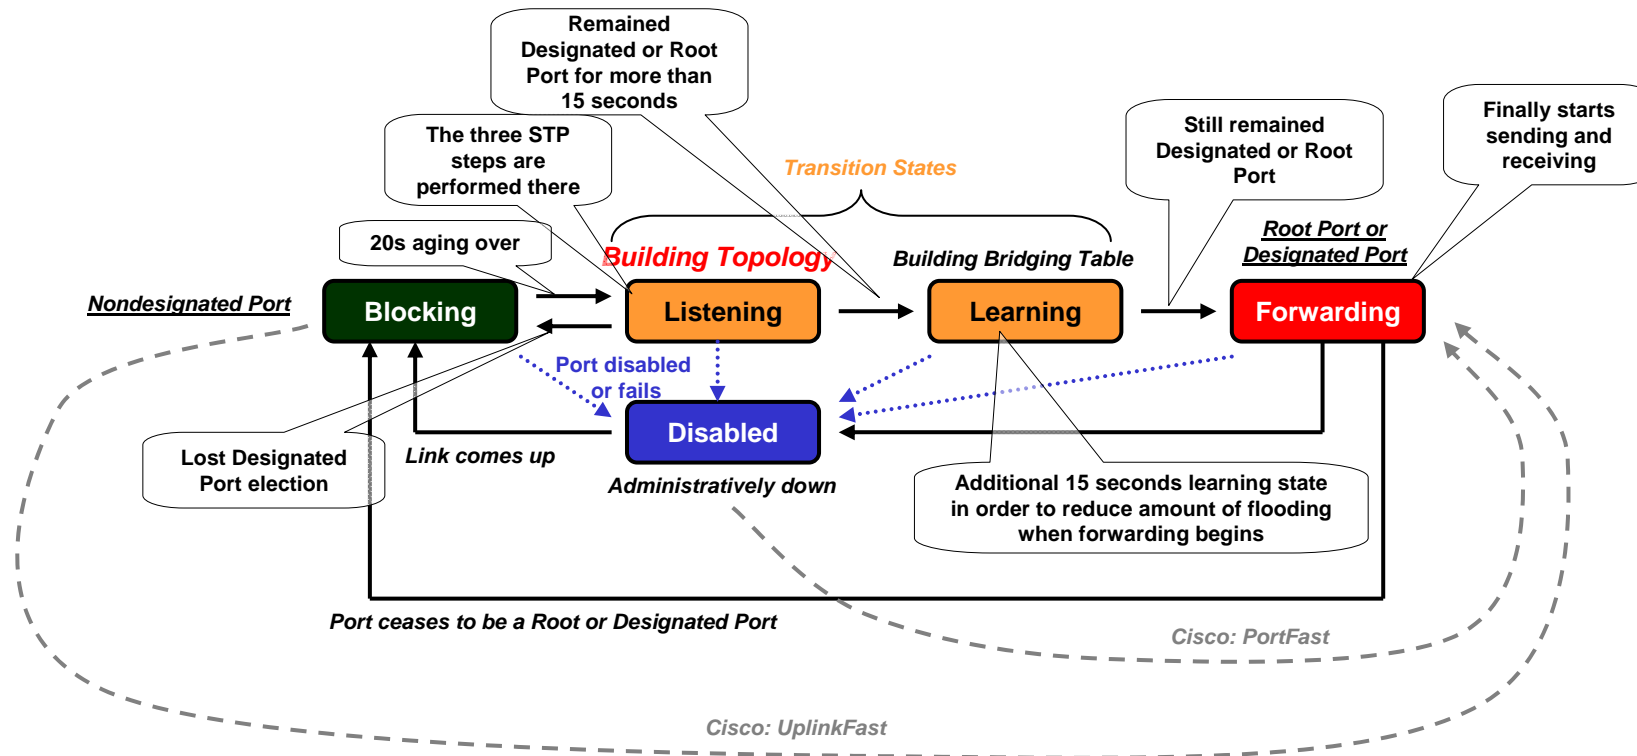 Remained
Designated or Root
Port for more than
15 seconds
The three STP
steps are
performed there
20s aging over
Transition States
Still remained
Designated or Root
Port
Finally starts
sending and
receiving
Building Topology
Building Bridging Table
Root Port or
Designated Port
Nondesignated Port
Blocking
Listening
Learning
Forwarding
Port disabled
or fails
Disabled
Lost Designated
Port election
Link comes up
Administratively down
Additional 15 seconds learning state
in order to reduce amount of flooding
when forwarding begins
Port ceases to be a Root or Designated Port
Cisco: PortFast
Cisco: UplinkFast